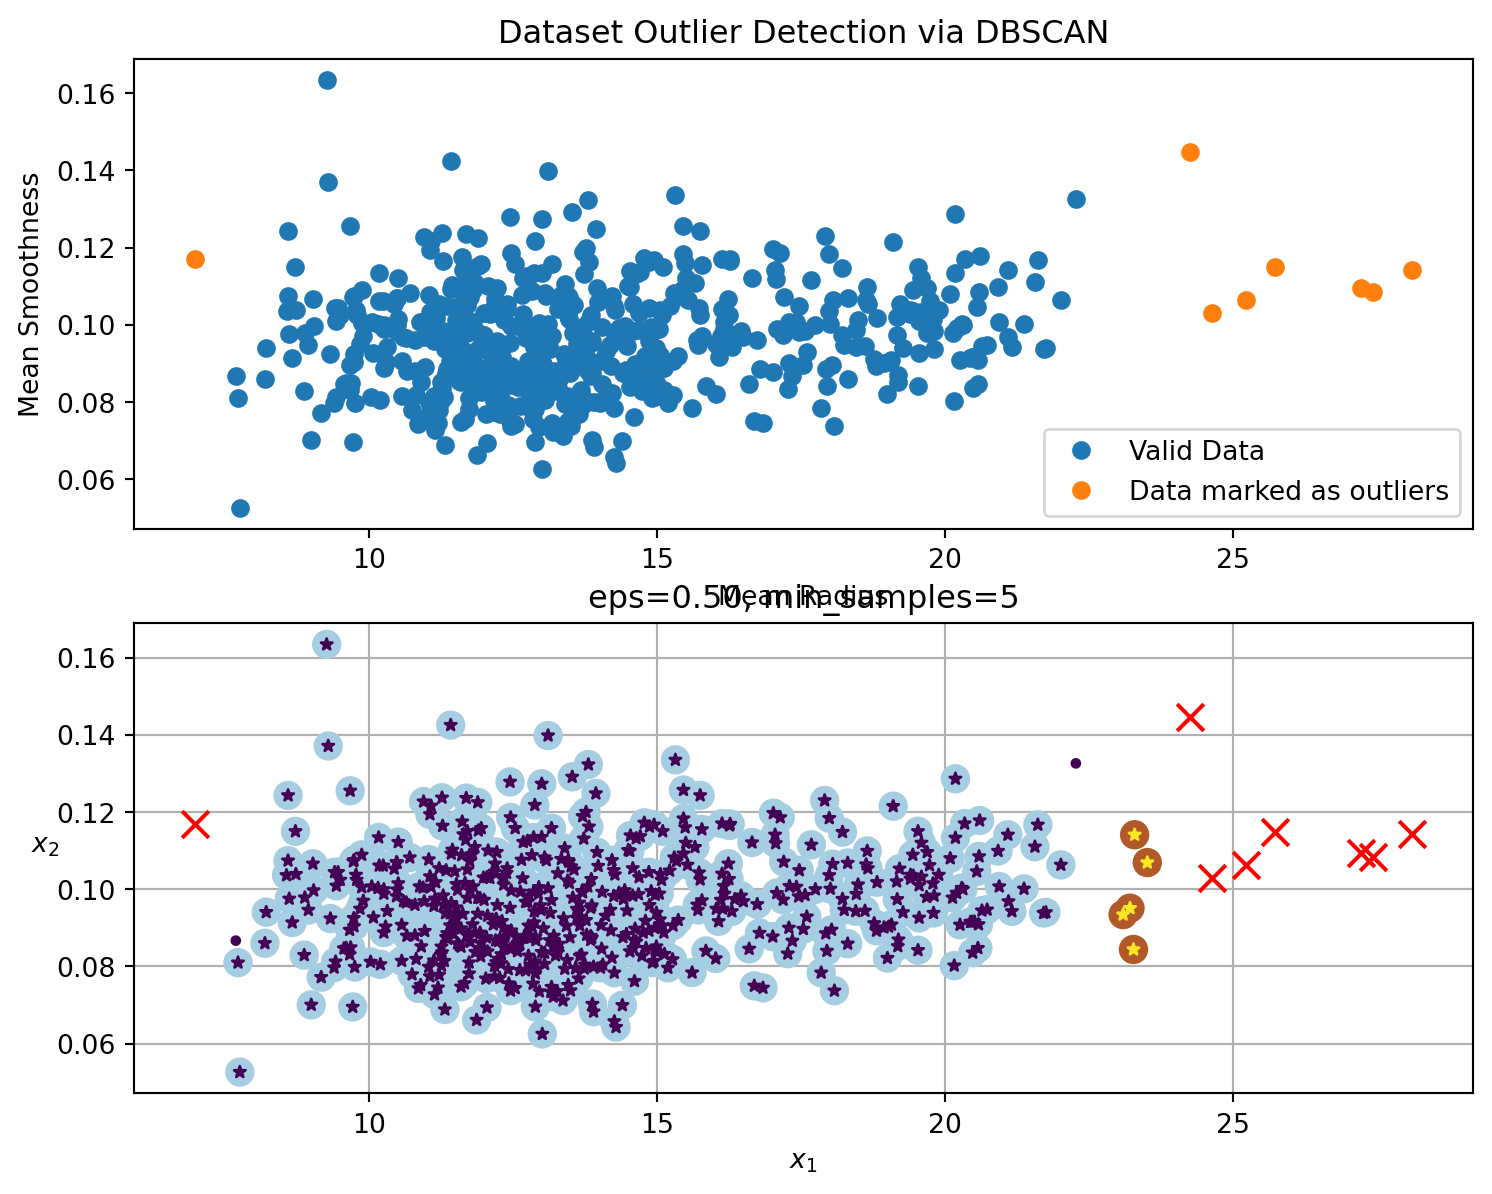 Dataset Outlier Detection via DBSCAN
Mean Smoothness
0.16
0.14
0.12
0.10
0.08
0.06
Valid Data
Data marked as outliers
10 15 20 25
Mean Radius
eps=0.50, min_samples=5
x₂
0.16
0.14
0.12
0.10
0.08
0.06
10 15 20 25
x₁